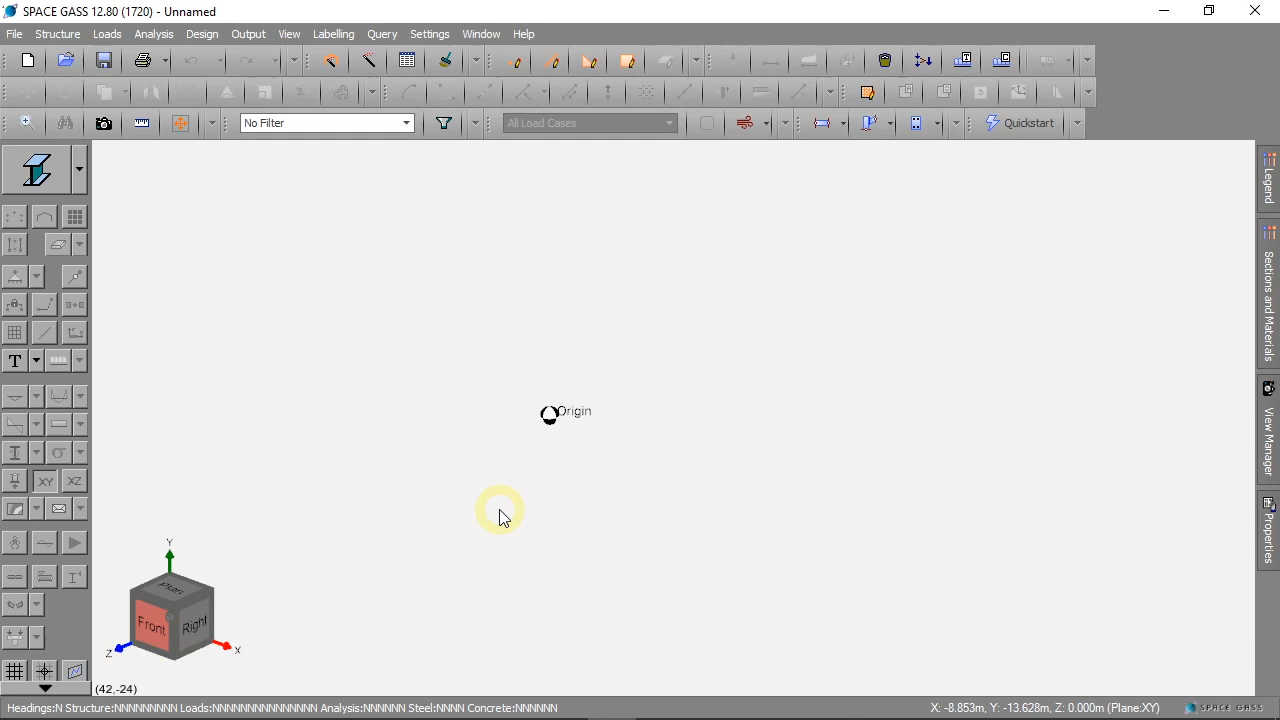 SPACE GASS 12.80 (1720) - Unnamed
File Structure Loads Analysis Design Output View Labelling Query Settings Window Help
No Filter
All Load Cases
Quickstart
Legend
Sections and Materials
View Manager
Properties
T
XY
XZ
Origin
Y
Plan
Front
Right
Z
X
(42,-24)
Headings:N Structure:NNNNNNNNN Loads:NNNNNNNNNNNNNNN Analysis:NNNNNN Steel:NNNN Concrete:NNNNNN
X: -8.853m, Y: -13.628m, Z: 0.000m (Plane:XY)
SPACE GASS